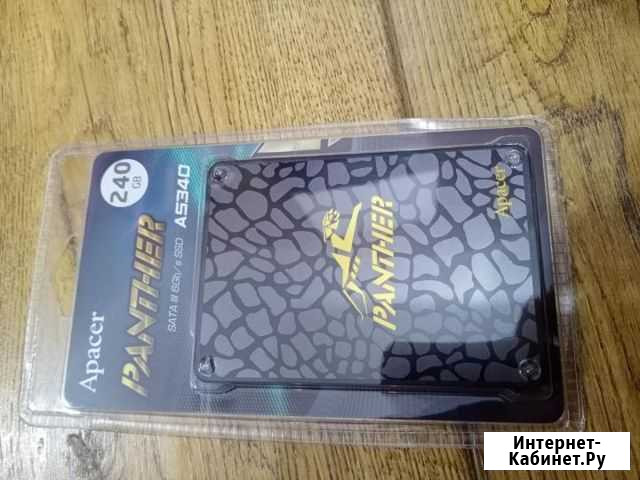 Apacer
PANTHER
SATA III 6Gb/s SSD AS340
240
GB
PANTHER
Apacer
Интернет-
Кабинет.Ру